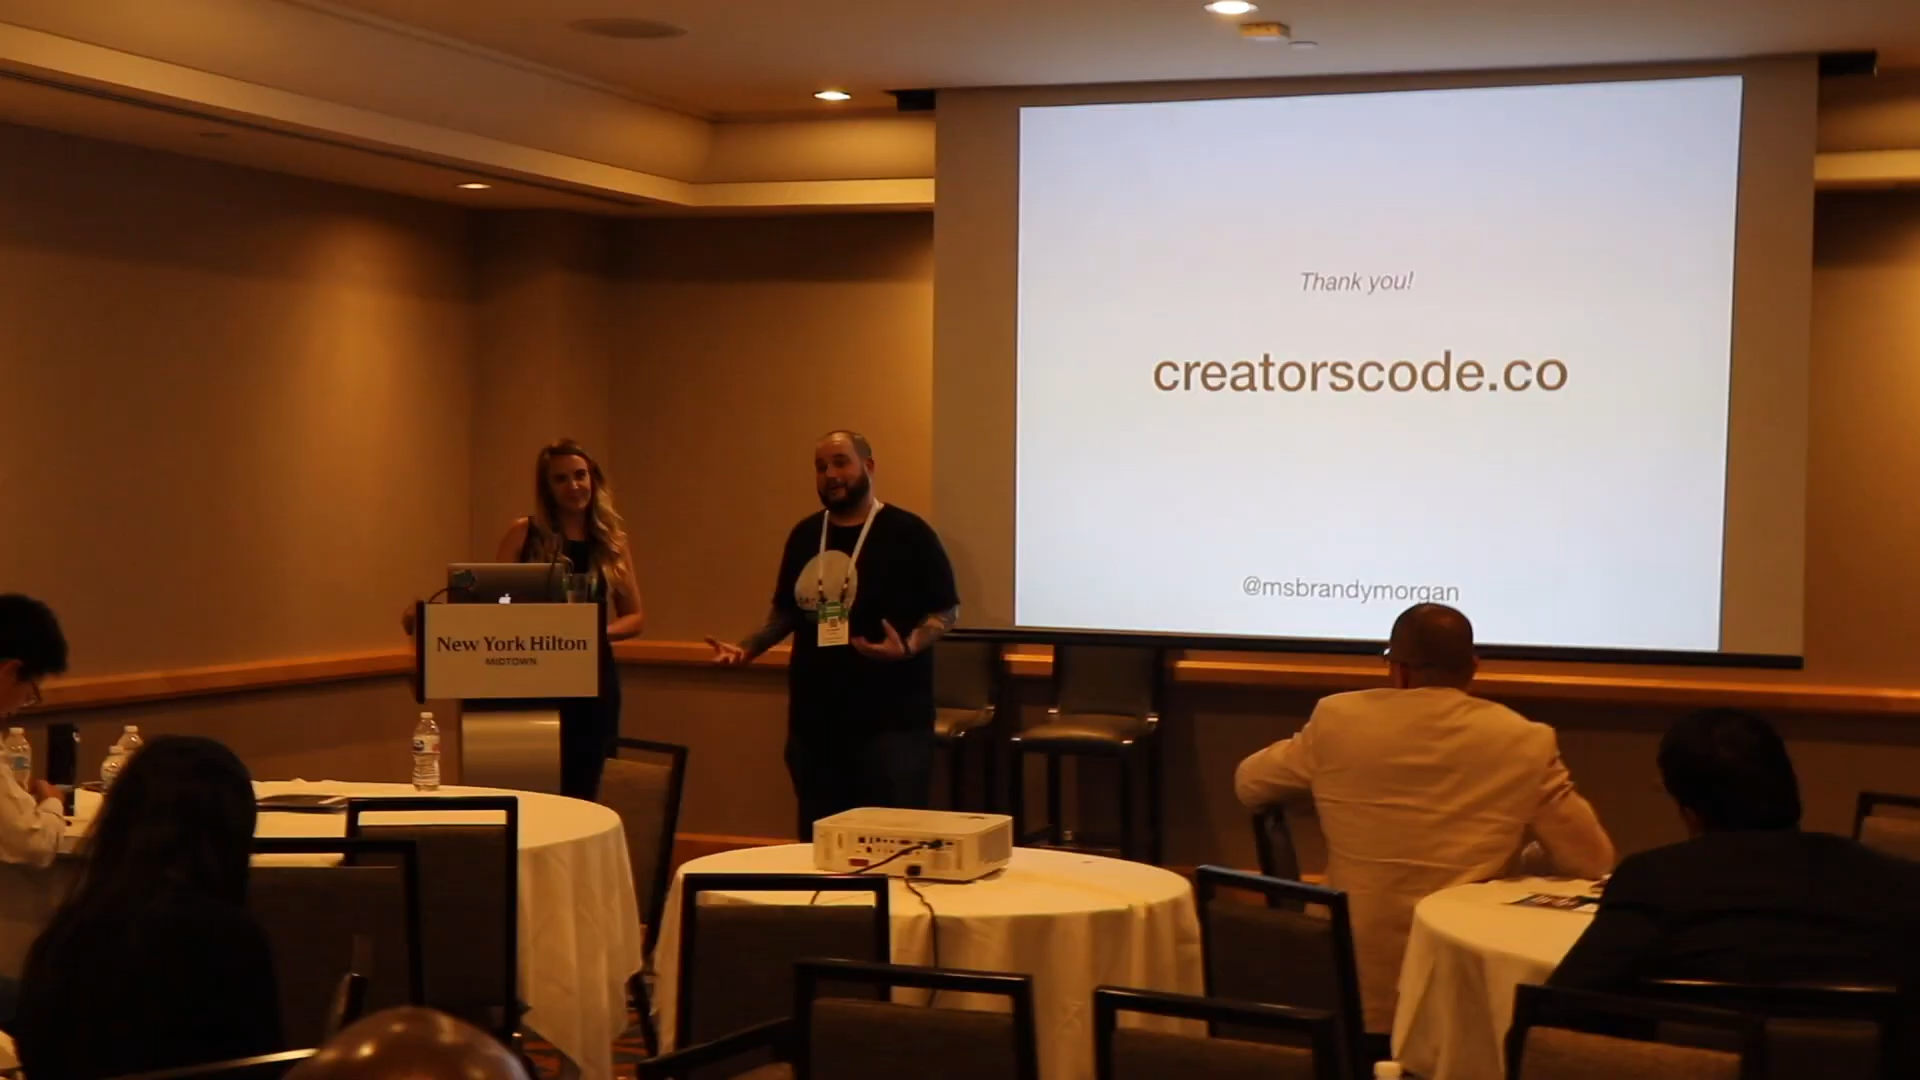 Thank you!
creatorscode.co
@msbrandymorgan
New York Hilton
MIDTOWN